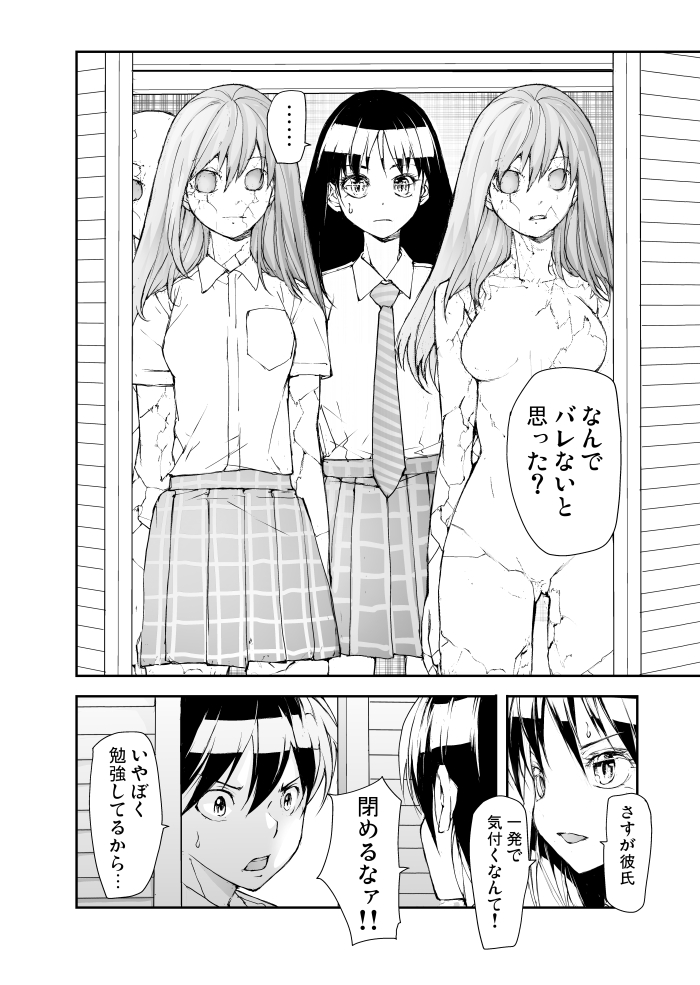 なんで
バレないと
思った?
……
さすが彼氏
一発で
気付くなんて!
閉めるなァ!!
いやぼく
勉強してるから…